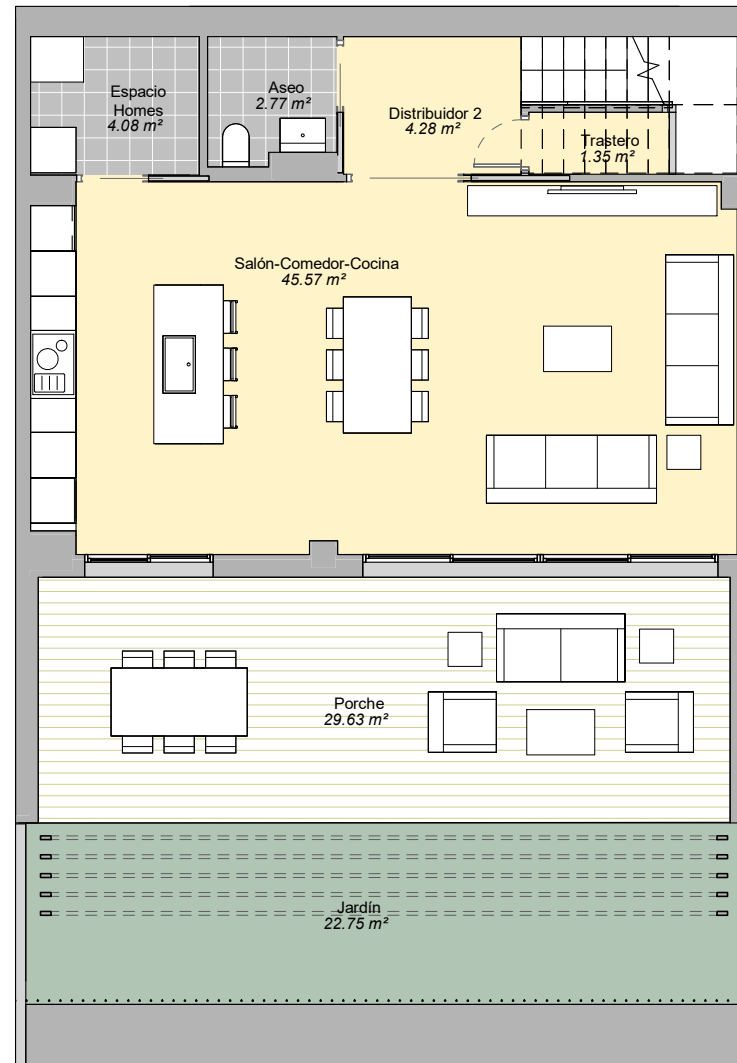 Espacio
Homes
4.08 m²
Aseo
2.77 m²
Distribuidor 2
4.28 m²
Trastero
1.35 m²
Salón-Comedor-Cocina
45.57 m²
Porche
29.63 m²
Jardín
22.75 m²